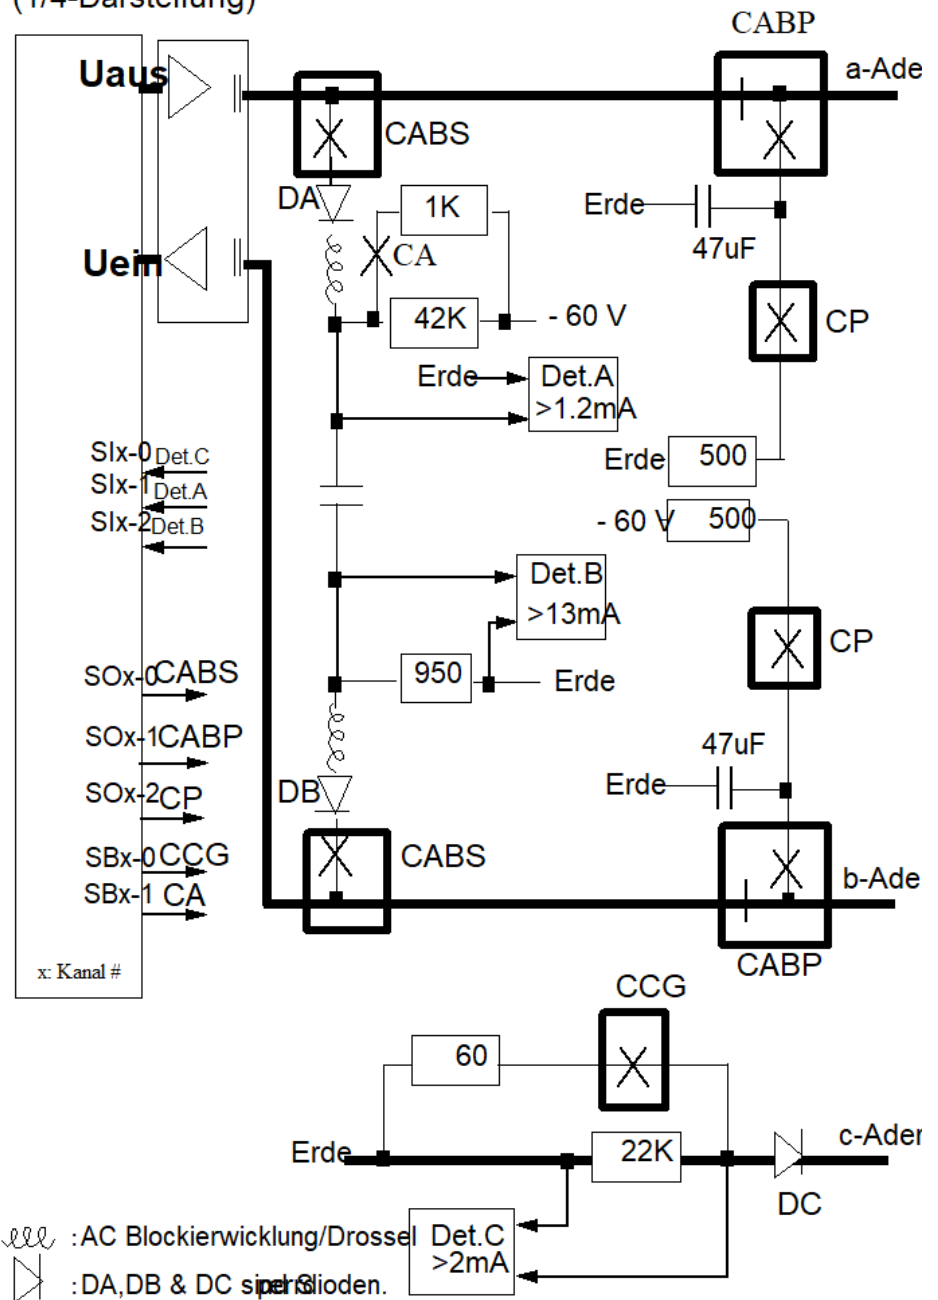 (1/4-Darstellung)
CABP
Uaus
a-Ade
CABS
DA
1K
Erde
CA
47uF
Uein
42K
- 60 V
CP
Erde
Det.A
>1.2mA
SIx-0 Det.C
Erde
500
SIx-1 Det.A
SIx-2 Det.B
- 60 V
500
Det.B
>13mA
CP
SOx-0 CABS
950
Erde
SOx-1 CABP
47uF
SOx-2 CP
DB
Erde
SBx-0 CCG
CABS
b-Ade
SBx-1 CA
x: Kanal #
CABP
CCG
60
c-Ader
Erde
22K
DC
:AC Blockierwicklung/Drossel
Det.C
>2mA
:DA,DB & DC sind Sperrdioden.